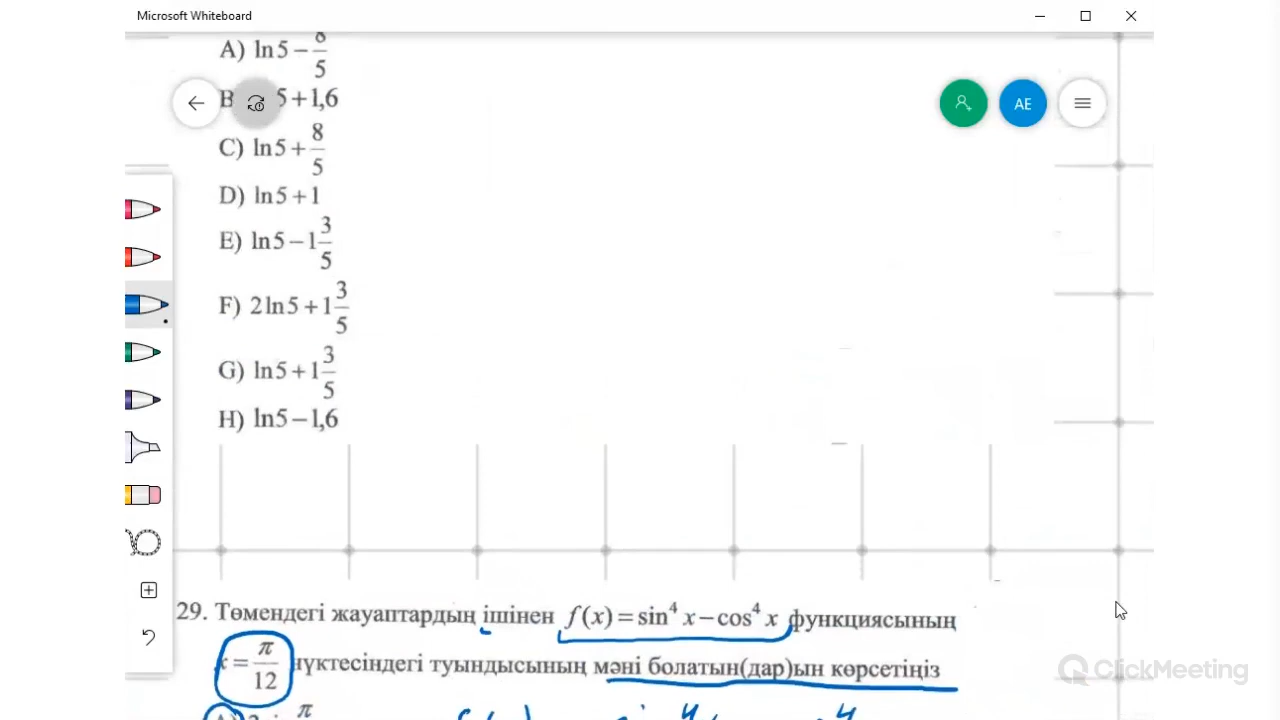 Microsoft Whiteboard
A) ln5 − 8/5
B 5 + 1,6
AE
C) ln5 + 8/5
D) ln5 + 1
E) ln5 − 1 3/5
F) 2ln5 + 1 3/5
G) ln5 + 1 3/5
H) ln5 − 1,6
29. Төмендегі жауаптардың ішінен f(x) = sin⁴ x − cos⁴ x функциясының
x = π/12 нүктесіндегі туындысының мәні болатын(дар)ын көрсетіңіз
ClickMeeting